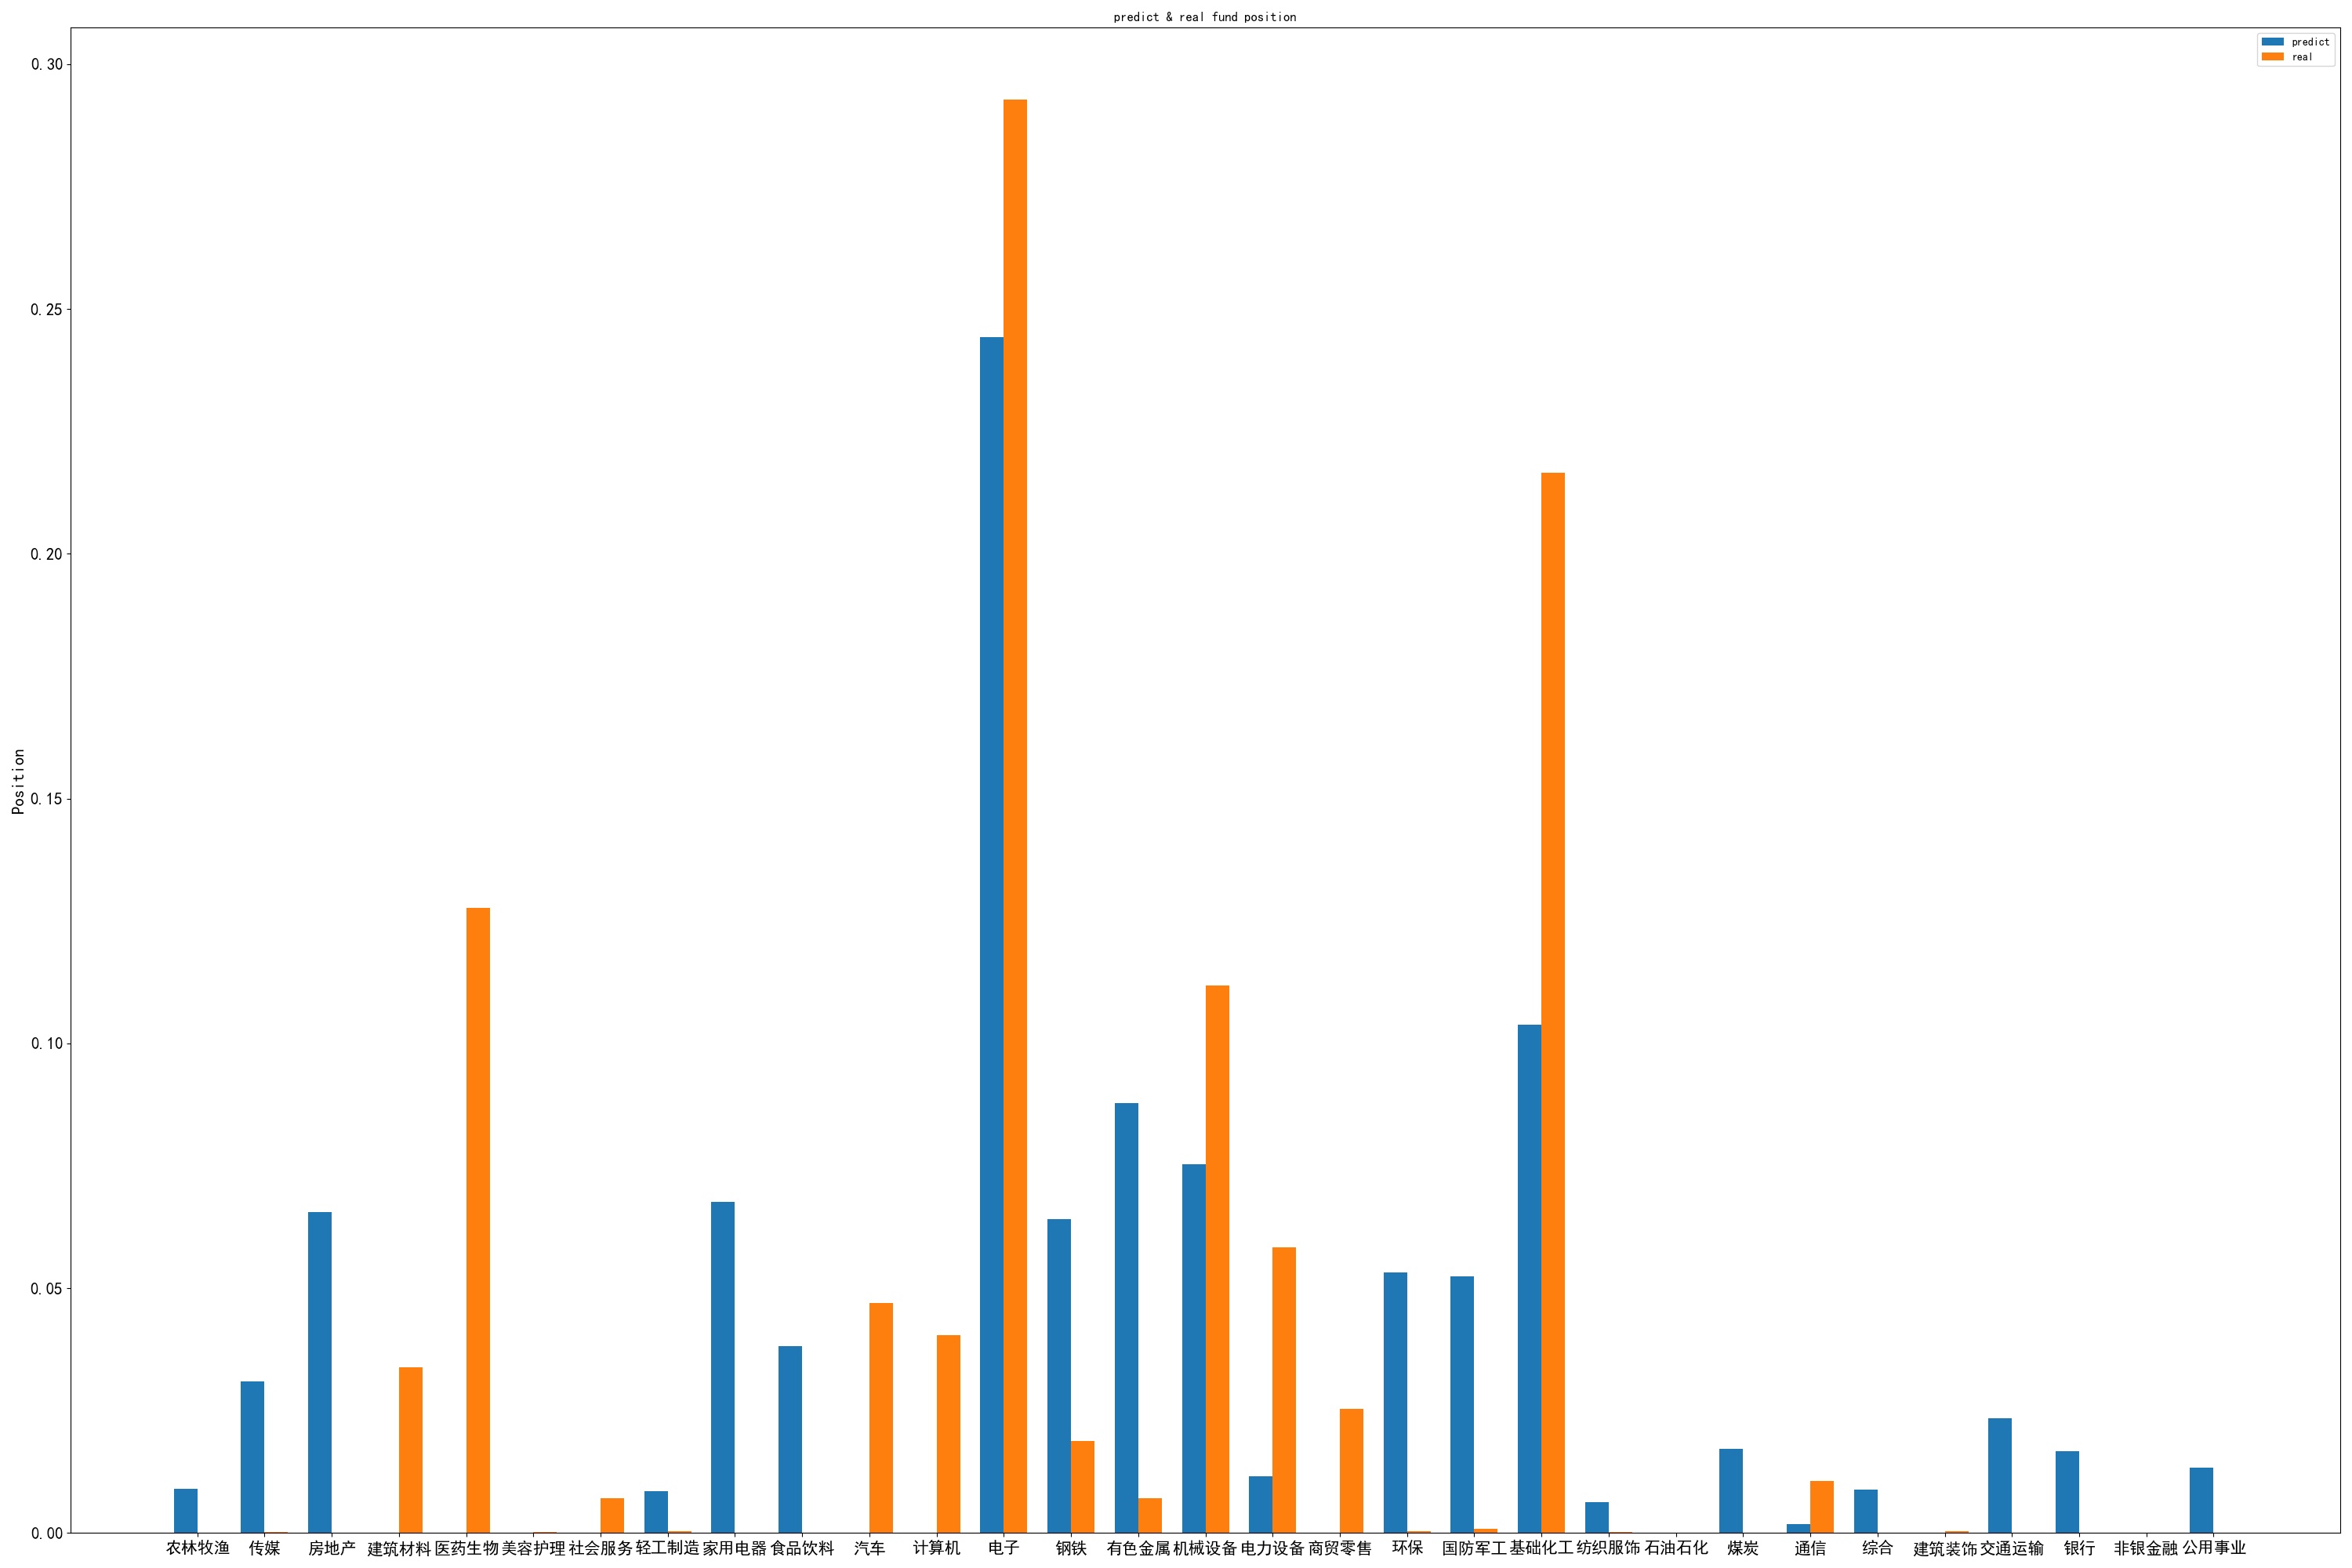 predict & real fund position
predict
real
0.30
0.25
0.20
0.15
0.10
0.05
0.00
Position
农林牧渔 传媒 房地产 建筑材料 医药生物 美容护理 社会服务 轻工制造 家用电器 食品饮料 汽车 计算机 电子 钢铁 有色金属 机械设备 电力设备 商贸零售 环保 国防军工 基础化工 纺织服饰 石油石化 煤炭 通信 综合 建筑装饰 交通运输 银行 非银金融 公用事业